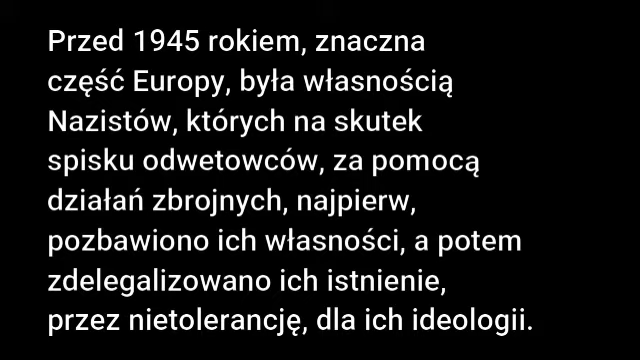 Przed 1945 rokiem, znaczna
część Europy, była własnością
Nazistów, których na skutek
spisku odwetowców, za pomocą
działań zbrojnych, najpierw,
pozbawiono ich własności, a potem
zdelegalizowano ich istnienie,
przez nietolerancję, dla ich ideologii.